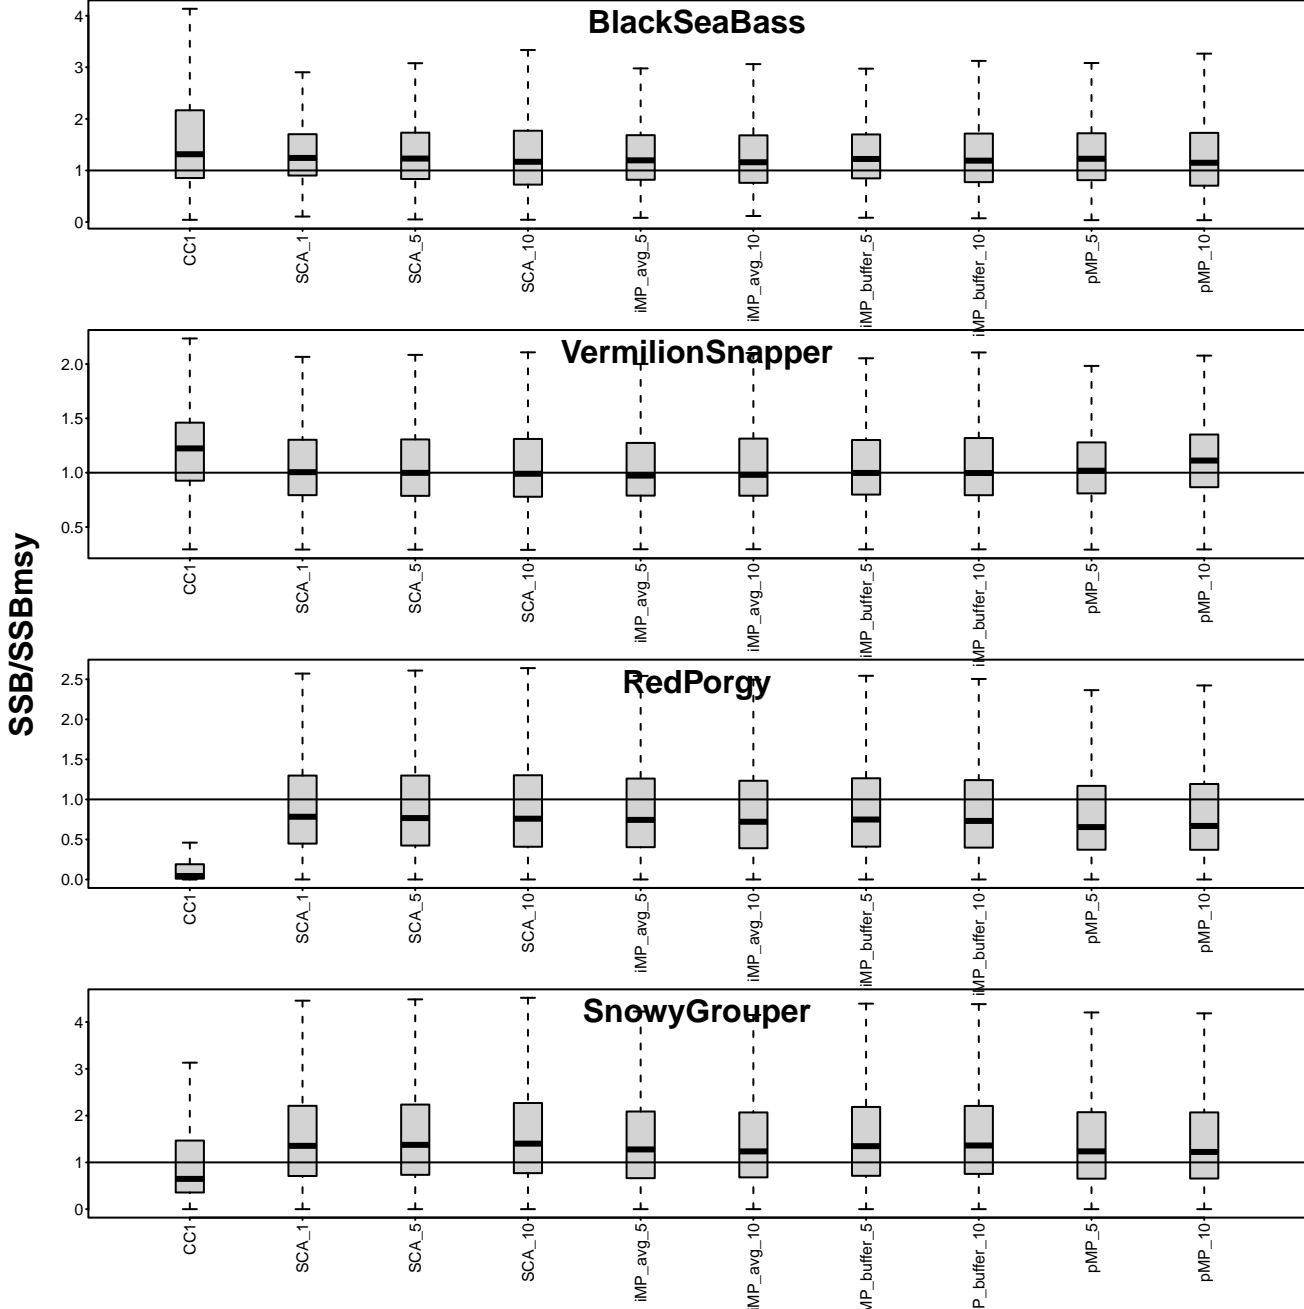 SSB/SSBmsy
BlackSeaBass
4
3
2
1
0
CC1
SCA_1
SCA_5
SCA_10
iMP_avg_5
iMP_avg_10
iMP_buffer_5
iMP_buffer_10
pMP_5
pMP_10
VermilionSnapper
2.0
1.5
1.0
0.5
CC1
SCA_1
SCA_5
SCA_10
iMP_avg_5
iMP_avg_10
iMP_buffer_5
iMP_buffer_10
pMP_5
pMP_10
RedPorgy
2.5
2.0
1.5
1.0
0.5
0.0
CC1
SCA_1
SCA_5
SCA_10
iMP_avg_5
iMP_avg_10
iMP_buffer_5
iMP_buffer_10
pMP_5
pMP_10
SnowyGrouper
4
3
2
1
0
CC1
SCA_1
SCA_5
SCA_10
iMP_avg_5
iMP_avg_10
MP_buffer_5
P_buffer_10
pMP_5
pMP_10